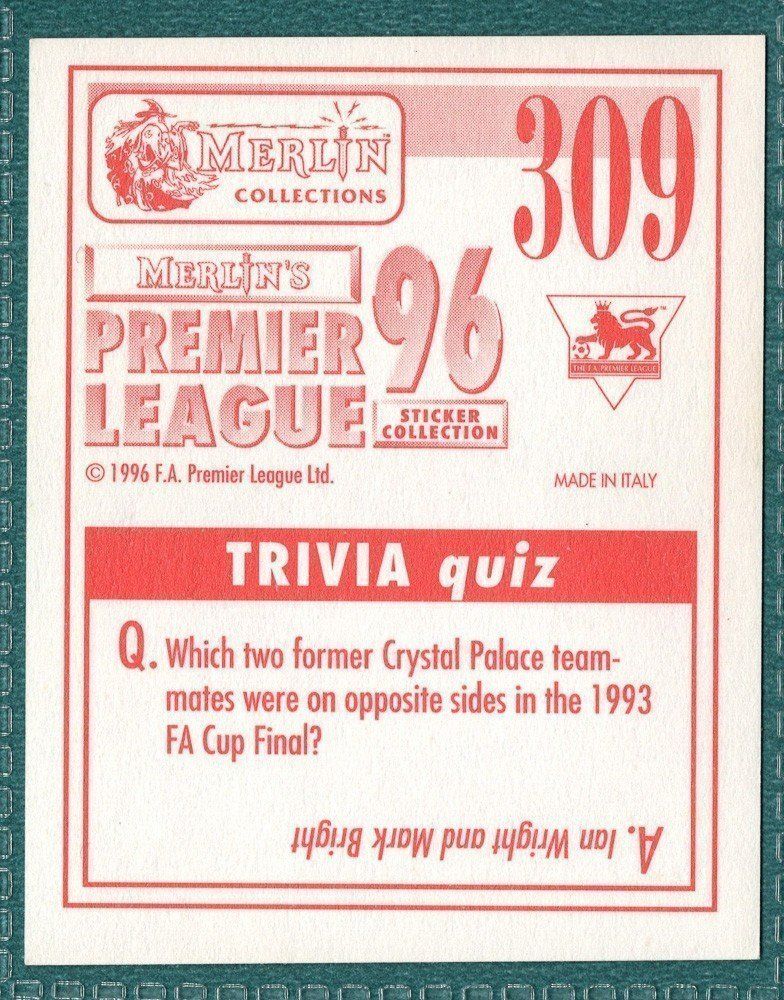 MERLIN™
COLLECTIONS
309
MERLIN'S
PREMIER
LEAGUE
96
STICKER
COLLECTION
™
THE F.A. PREMIER LEAGUE
© 1996 F.A. Premier League Ltd.
MADE IN ITALY
TRIVIA quiz
Q. Which two former Crystal Palace team-
mates were on opposite sides in the 1993
FA Cup Final?
A. Ian Wright and Mark Bright